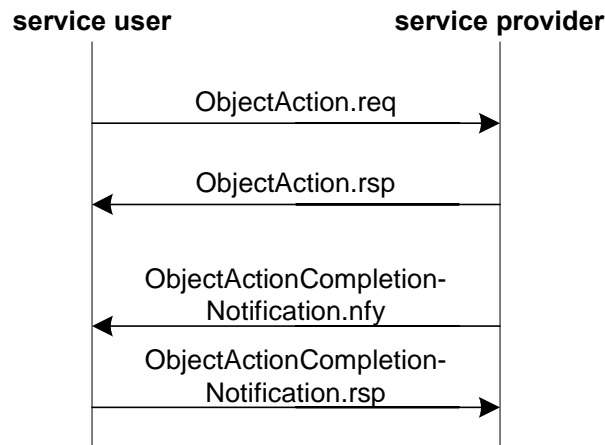 service user service provider
ObjectAction.req
ObjectAction.rsp
ObjectActionCompletion-
Notification.nfy
ObjectActionCompletion-
Notification.rsp